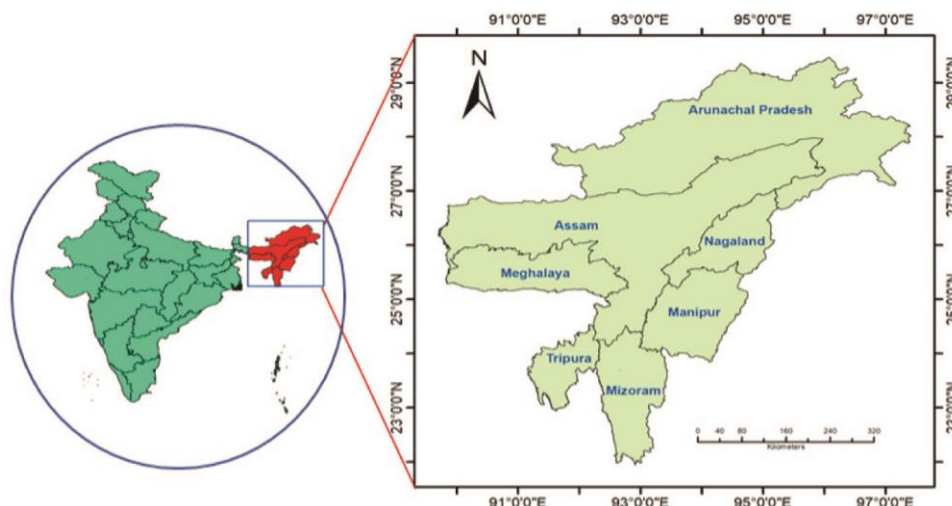 91°0'0"E 93°0'0"E 95°0'0"E 97°0'0"E
N
29°0'0"N 29°0'0"N
Arunachal Pradesh
27°0'0"N 27°0'0"N
Assam
Nagaland
Meghalaya
25°0'0"N 25°0'0"N
Manipur
Tripura
Mizoram
23°0'0"N 23°0'0"N
0 40 80 160 240 320
Kilometers
91°0'0"E 93°0'0"E 95°0'0"E 97°0'0"E